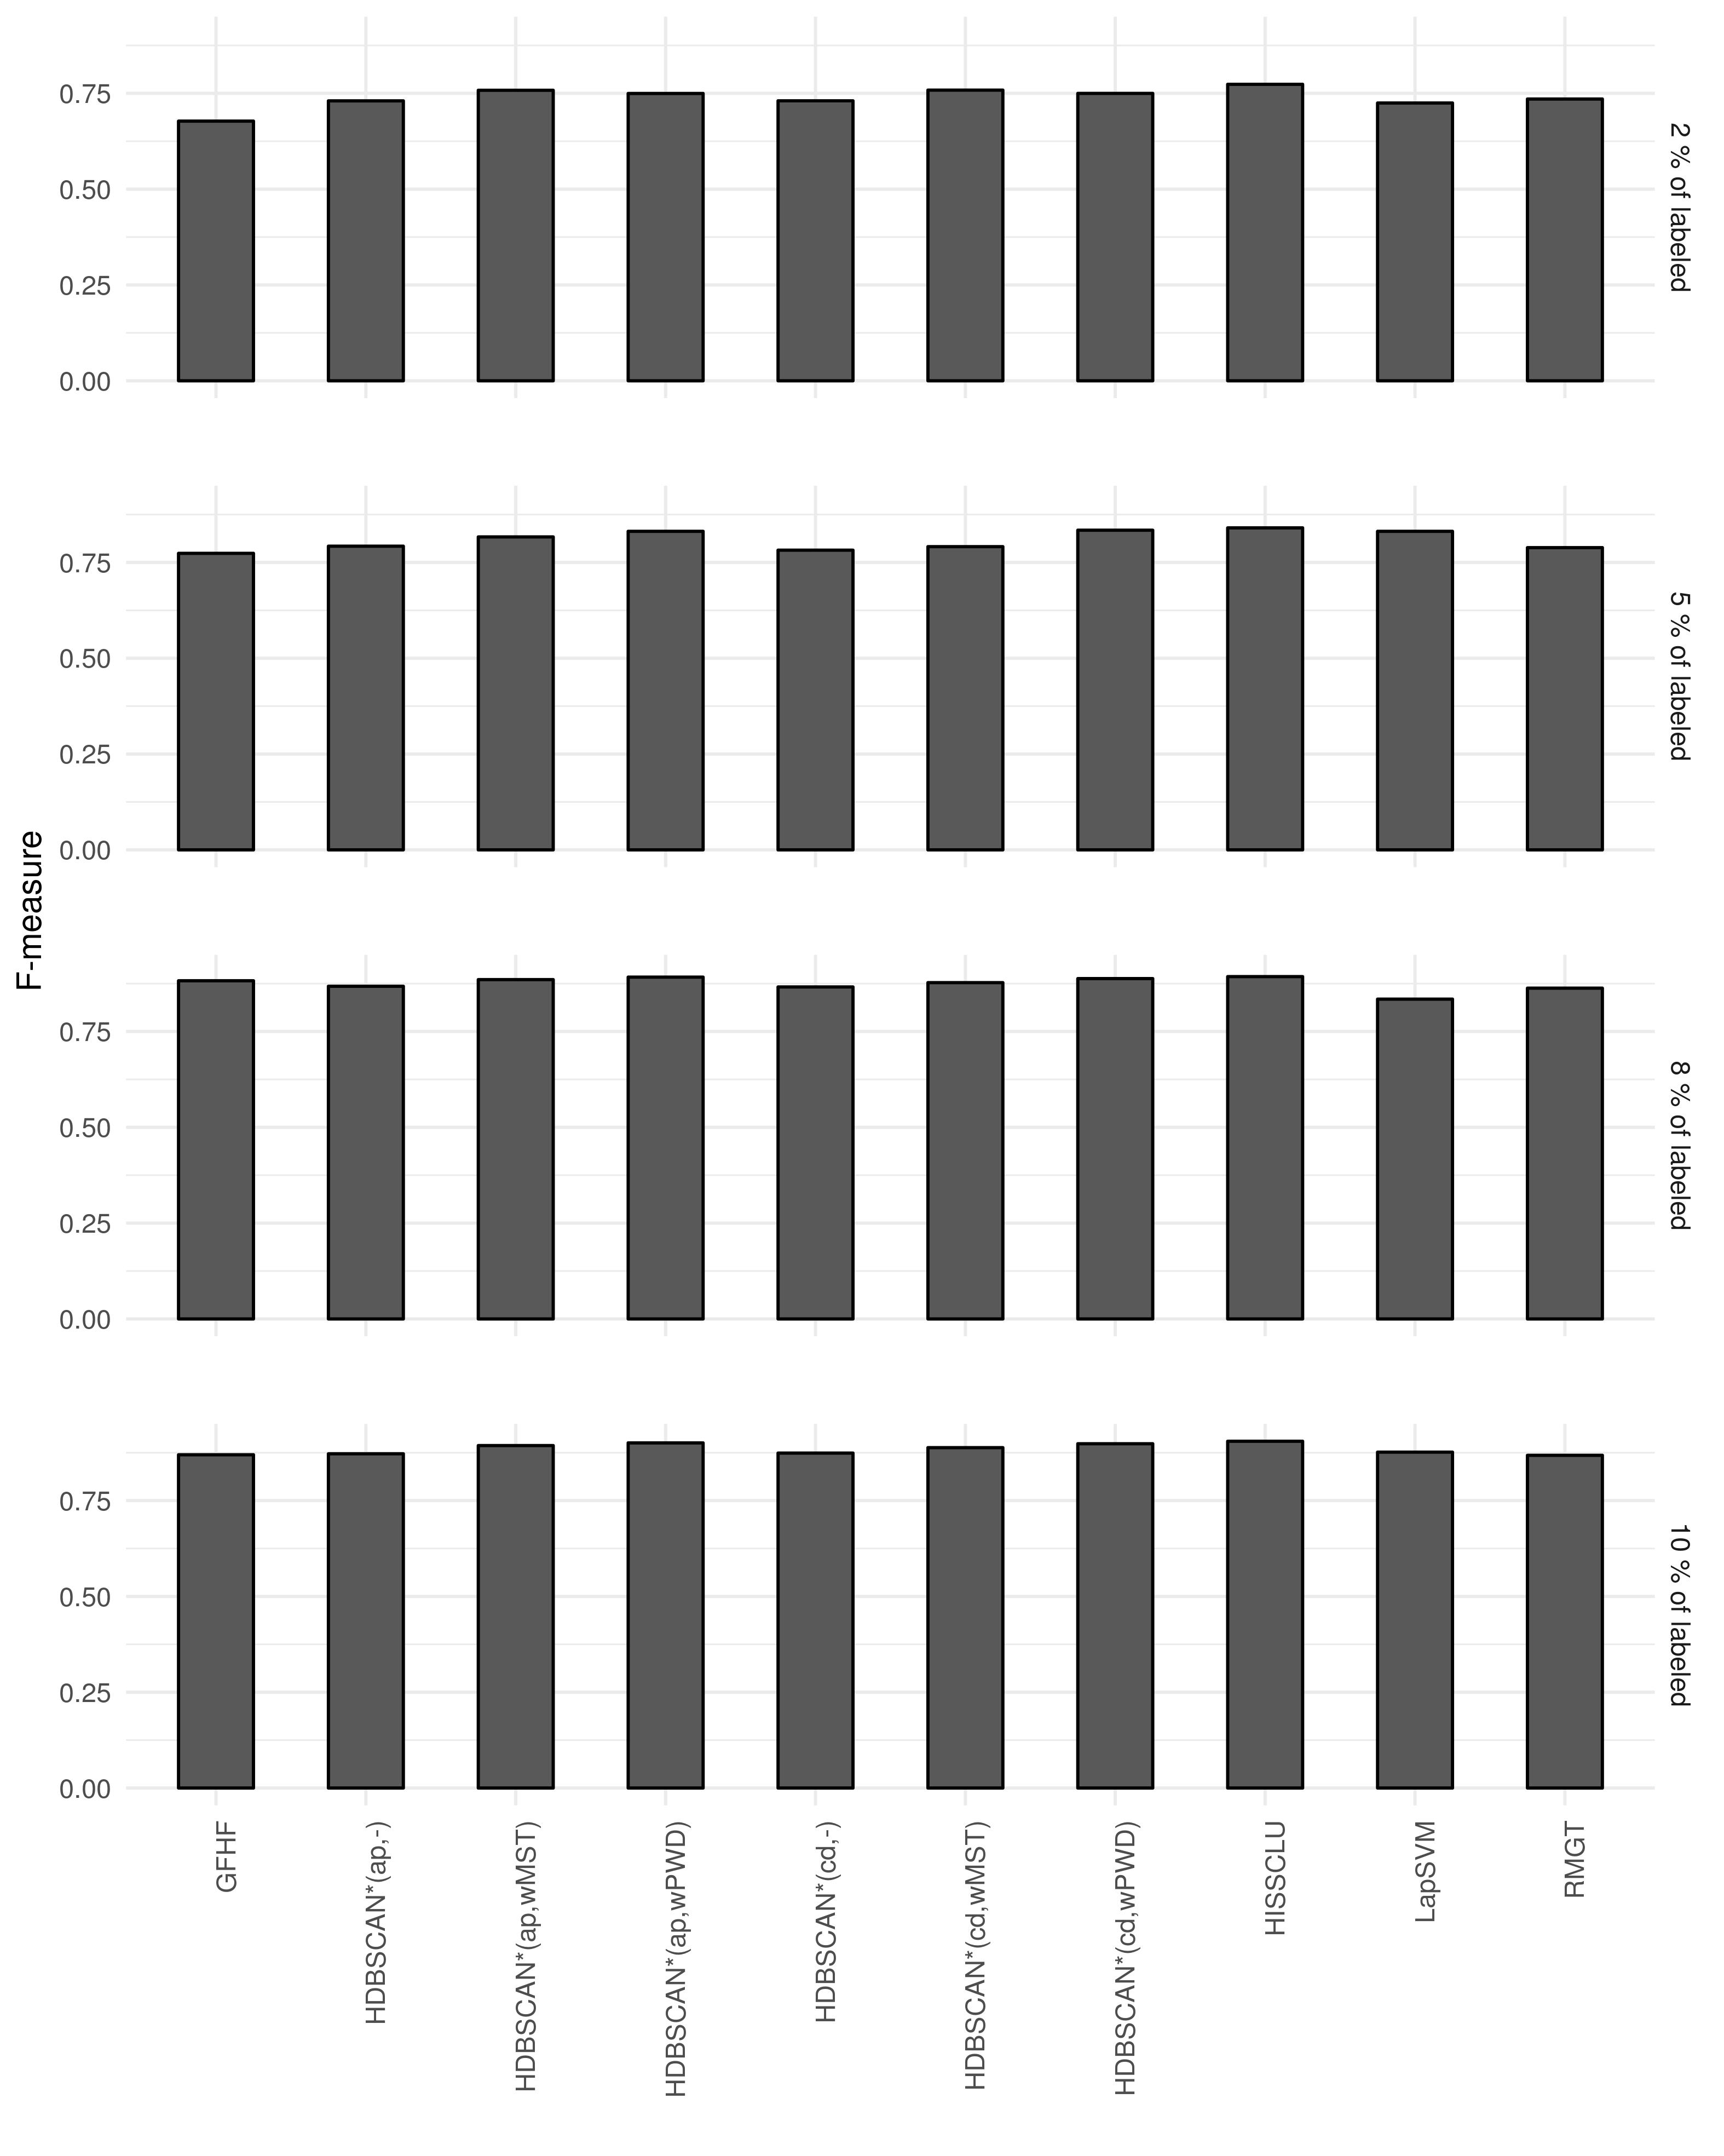 F-measure
0.75
0.50
0.25
0.00
2 % of labeled
0.75
0.50
0.25
0.00
5 % of labeled
0.75
0.50
0.25
0.00
8 % of labeled
0.75
0.50
0.25
0.00
10 % of labeled
GFHF
HDBSCAN*(ap,-)
HDBSCAN*(ap,wMST)
HDBSCAN*(ap,wPWD)
HDBSCAN*(cd,-)
HDBSCAN*(cd,wMST)
HDBSCAN*(cd,wPWD)
HISSCLU
LapSVM
RMGT